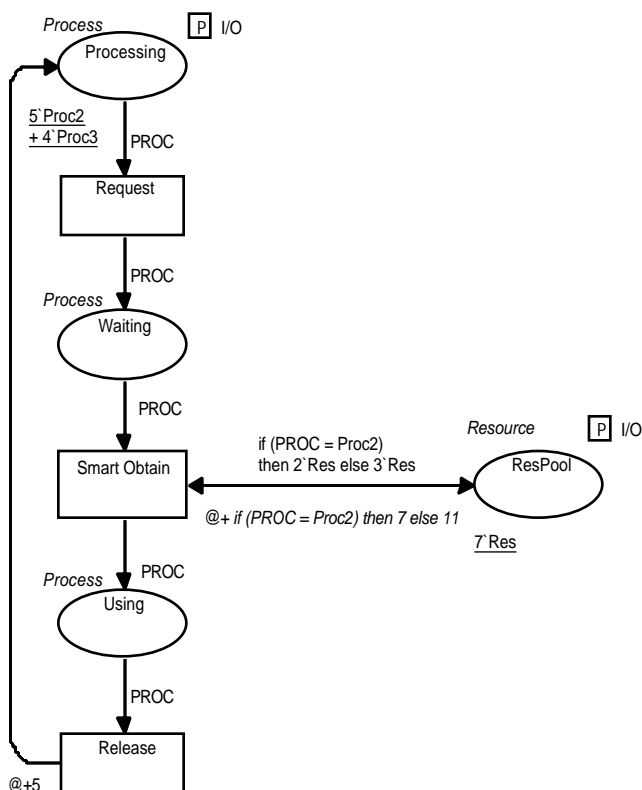 Process
P I/O
Processing
5`Proc2
+ 4`Proc3
PROC
Request
PROC
Process
Waiting
PROC
Smart Obtain
if (PROC = Proc2)
then 2`Res else 3`Res
Resource
P I/O
ResPool
@+ if (PROC = Proc2) then 7 else 11
7`Res
PROC
Process
Using
PROC
Release
@+5